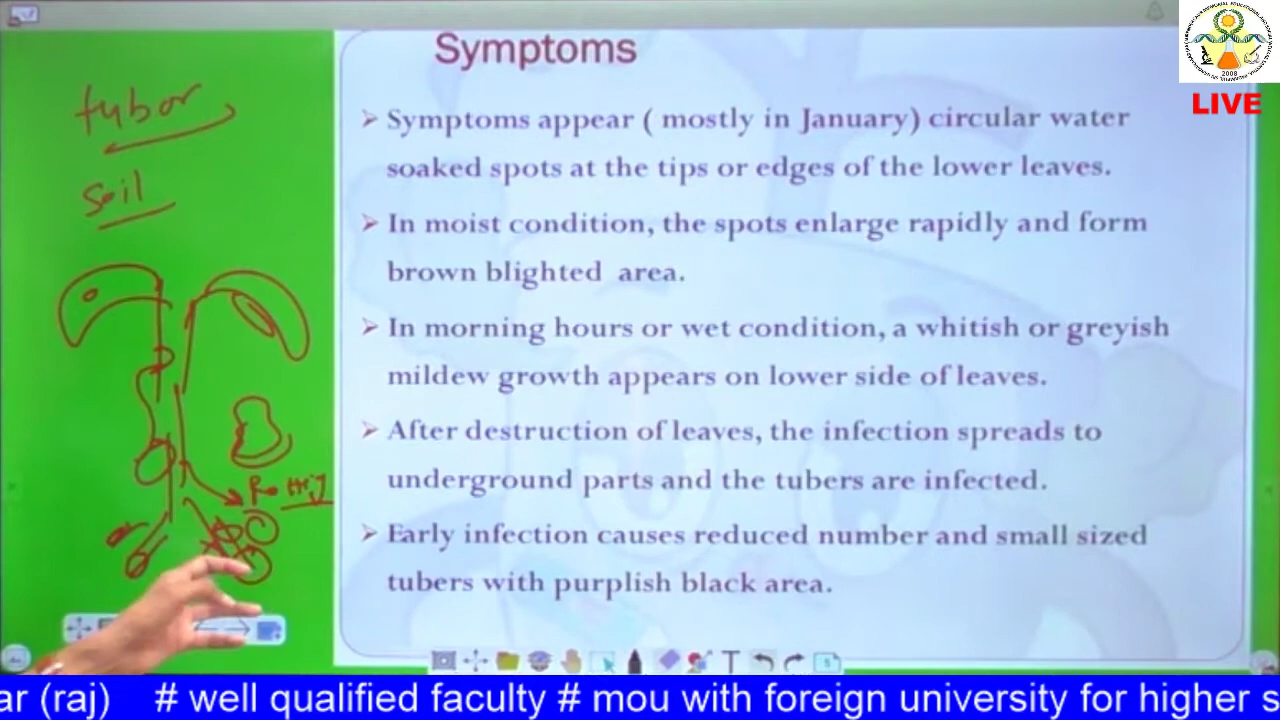 Symptoms
LIVE
2008
tubor
soil
➢ Symptoms appear ( mostly in January) circular water
soaked spots at the tips or edges of the lower leaves.
➢ In moist condition, the spots enlarge rapidly and form
brown blighted area.
➢ In morning hours or wet condition, a whitish or greyish
mildew growth appears on lower side of leaves.
➢ After destruction of leaves, the infection spreads to
underground parts and the tubers are infected.
➢ Early infection causes reduced number and small sized
tubers with purplish black area.
ar (raj) # well qualified faculty # mou with foreign university for higher s